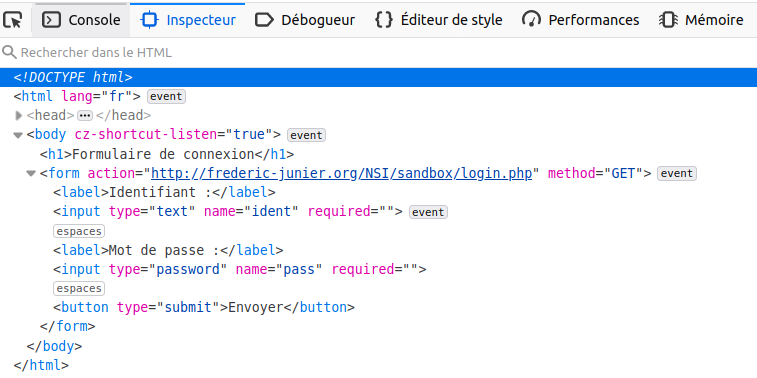 Console Inspecteur Débogueur {} Éditeur de style Performances Mémoire
Rechercher dans le HTML
<!DOCTYPE html>
<html lang="fr"> event
<head> ••• </head>
<body cz-shortcut-listen="true"> event
<h1>Formulaire de connexion</h1>
<form action="http://frederic-junier.org/NSI/sandbox/login.php" method="GET"> event
<label>Identifiant :</label>
<input type="text" name="ident" required=""> event
espaces
<label>Mot de passe :</label>
<input type="password" name="pass" required="">
espaces
<button type="submit">Envoyer</button>
</form>
</body>
</html>